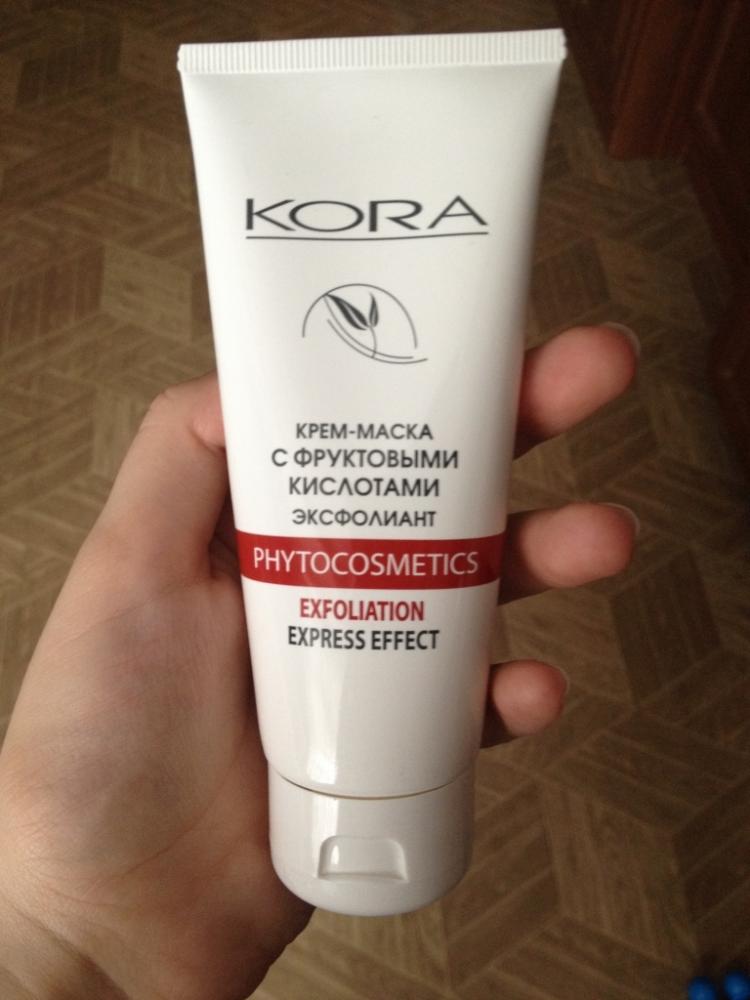 KORA
КРЕМ-МАСКА
С ФРУКТОВЫМИ
КИСЛОТАМИ
ЭКСФОЛИАНТ
PHYTOCOSMETICS
EXFOLIATION
EXPRESS EFFECT